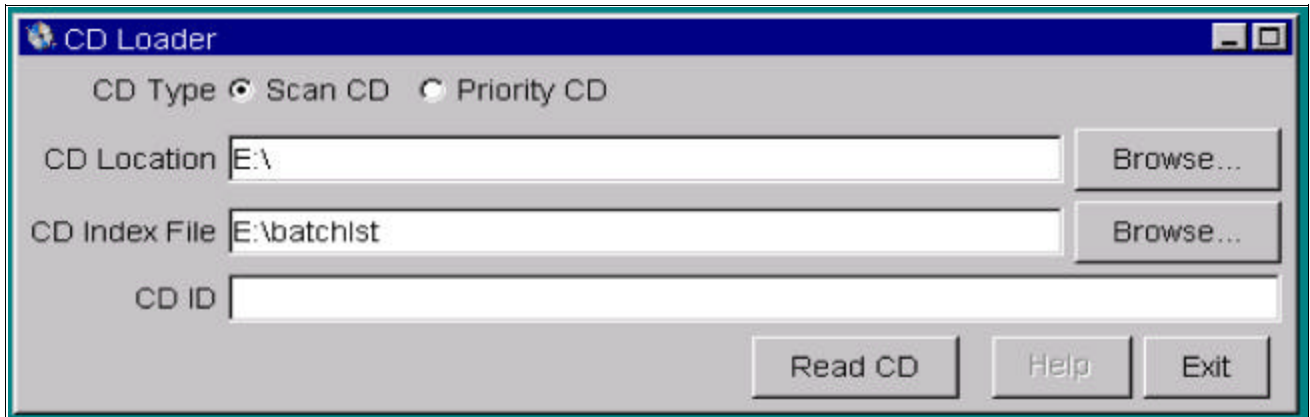 CD Loader
CD Type Scan CD Priority CD
CD Location E:\ Browse...
CD Index File E:\batchlst Browse...
CD ID
Read CD Help Exit